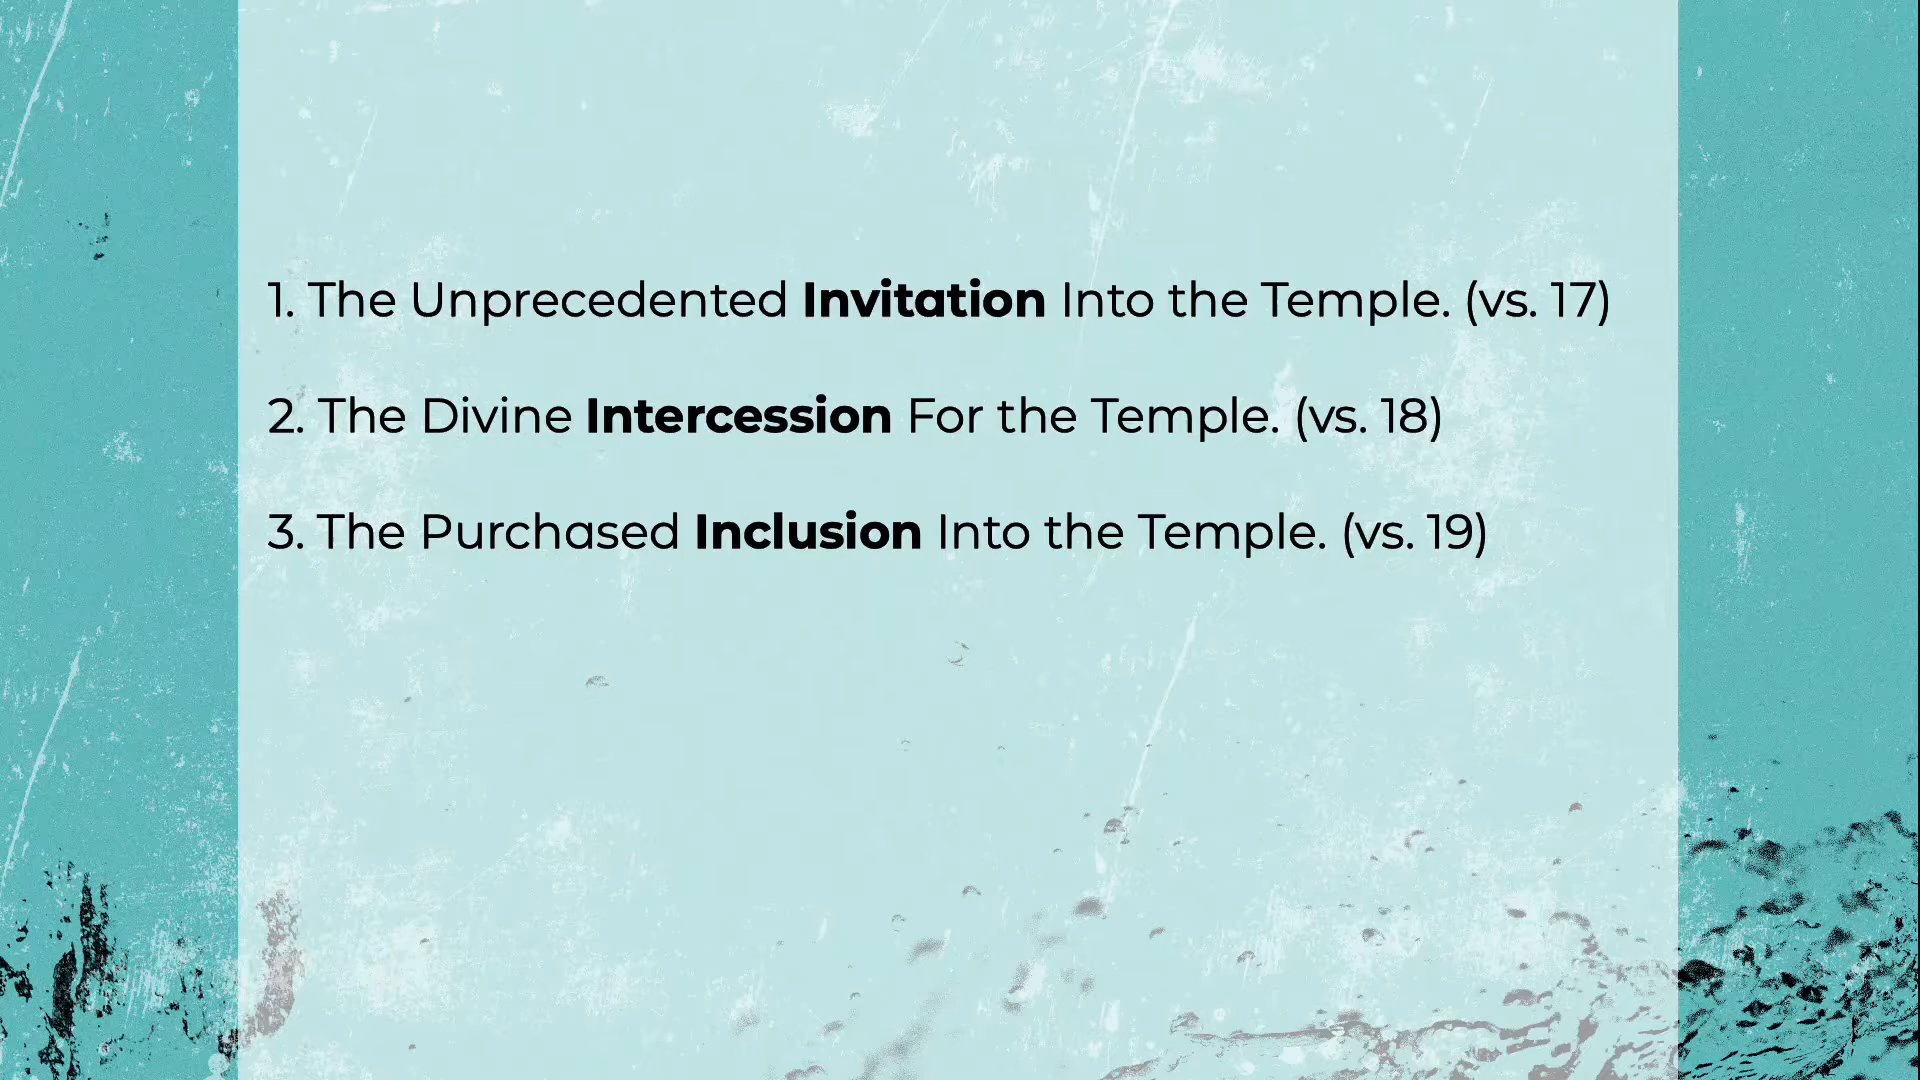 1. The Unprecedented Invitation Into the Temple. (vs. 17)
2. The Divine Intercession For the Temple. (vs. 18)
3. The Purchased Inclusion Into the Temple. (vs. 19)